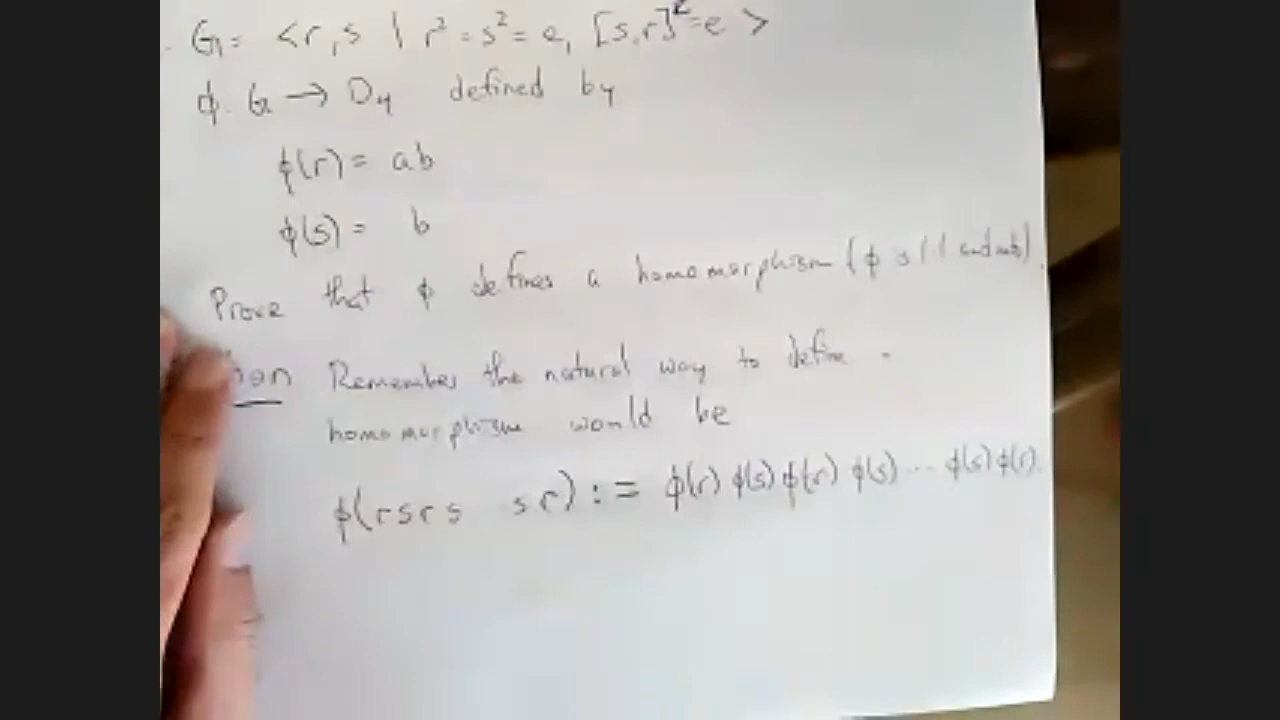 G = < r, s | r² = s² = e, [s,r]² = e >
φ. G → D₄ defined by
φ(r) = ab
φ(s) = b
Prove that φ defines a homomorphism (φ is 1-1 and onto).
Remember the natural way to define
homomorphism would be
φ(rsrs sr) := φ(r) φ(s) φ(r) φ(s) ... φ(s) φ(r).